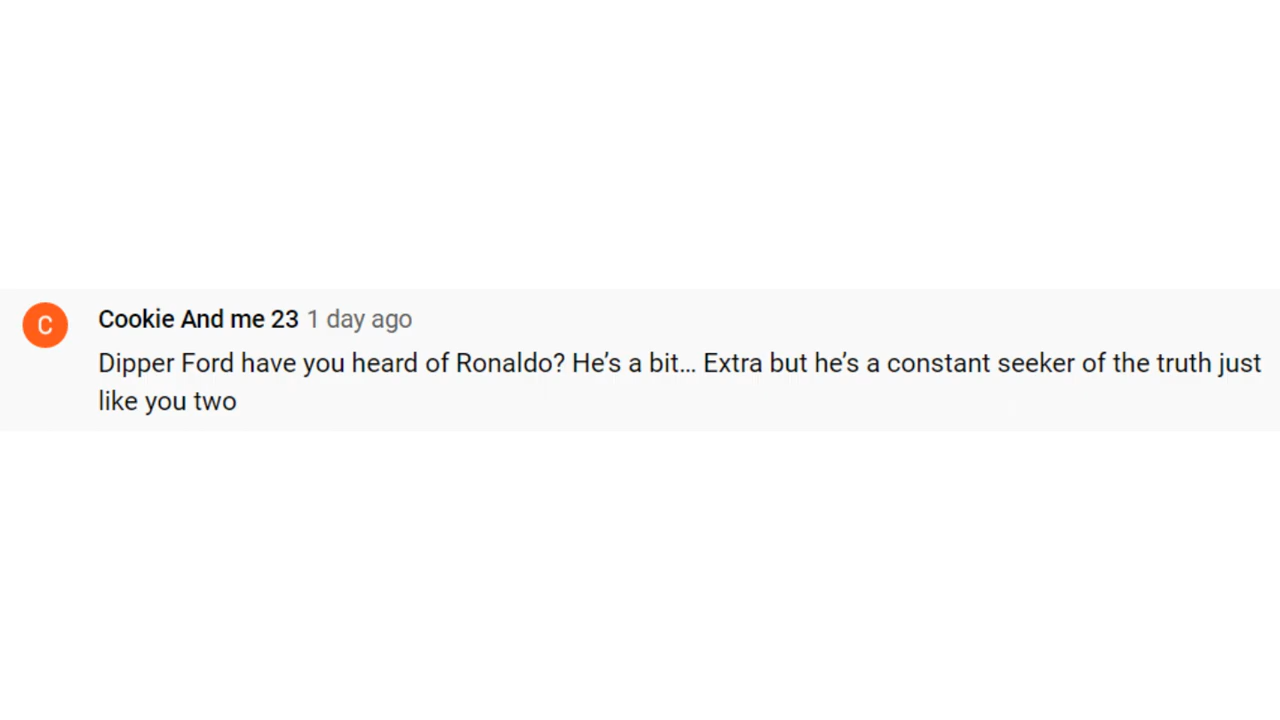 C
Cookie And me 23 1 day ago
Dipper Ford have you heard of Ronaldo? He’s a bit... Extra but he’s a constant seeker of the truth just
like you two